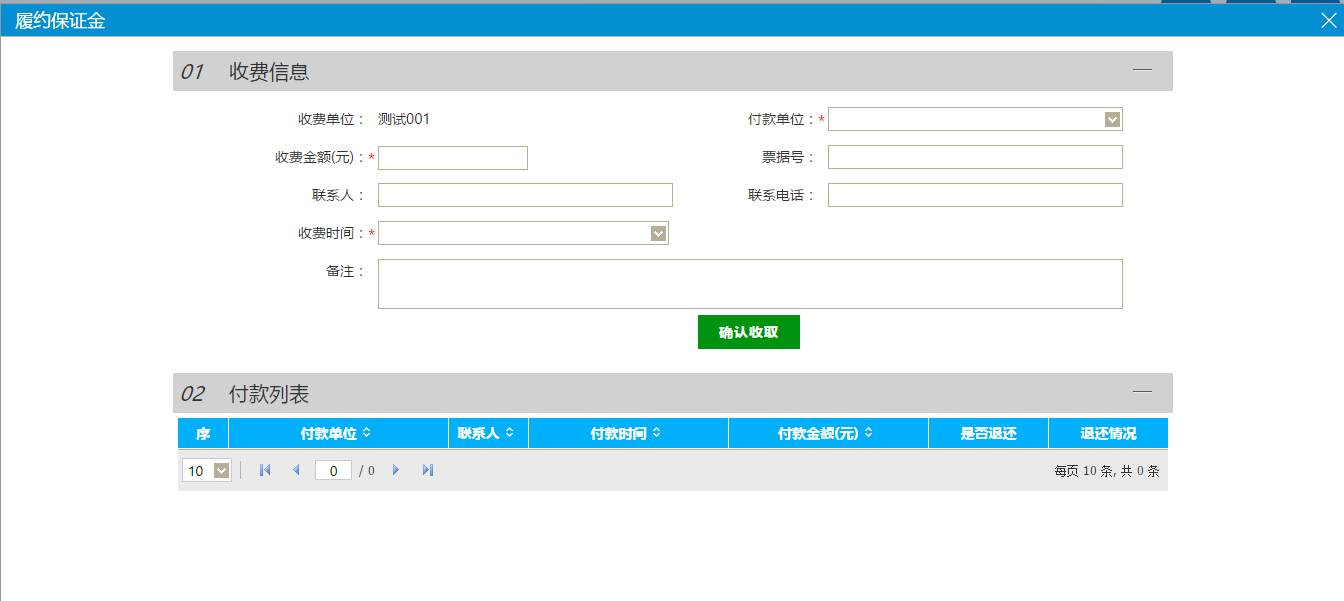 履约保证金
01 收费信息
收费单位： 测试001 付款单位：*
收费金额(元)：* 票据号：
联系人： 联系电话：
收费时间：*
备注：
确认收取
02 付款列表
序 付款单位 联系人 付款时间 付款金额(元) 是否退还 退还情况
10 0 / 0 每页 10 条, 共 0 条